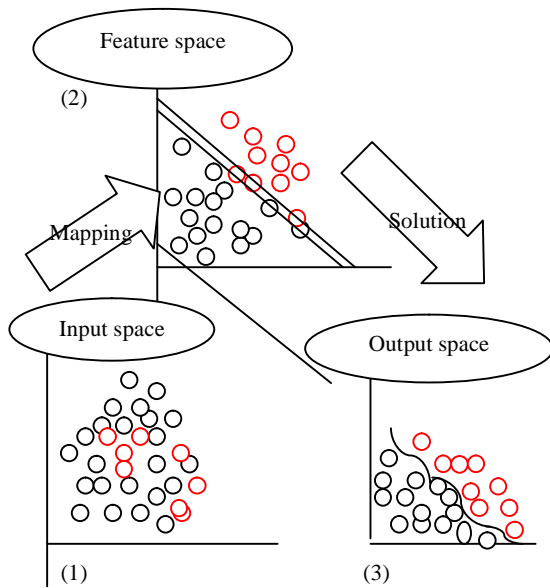 Feature space
(2)
Mapping
Solution
Input space
Output space
(1)
(3)